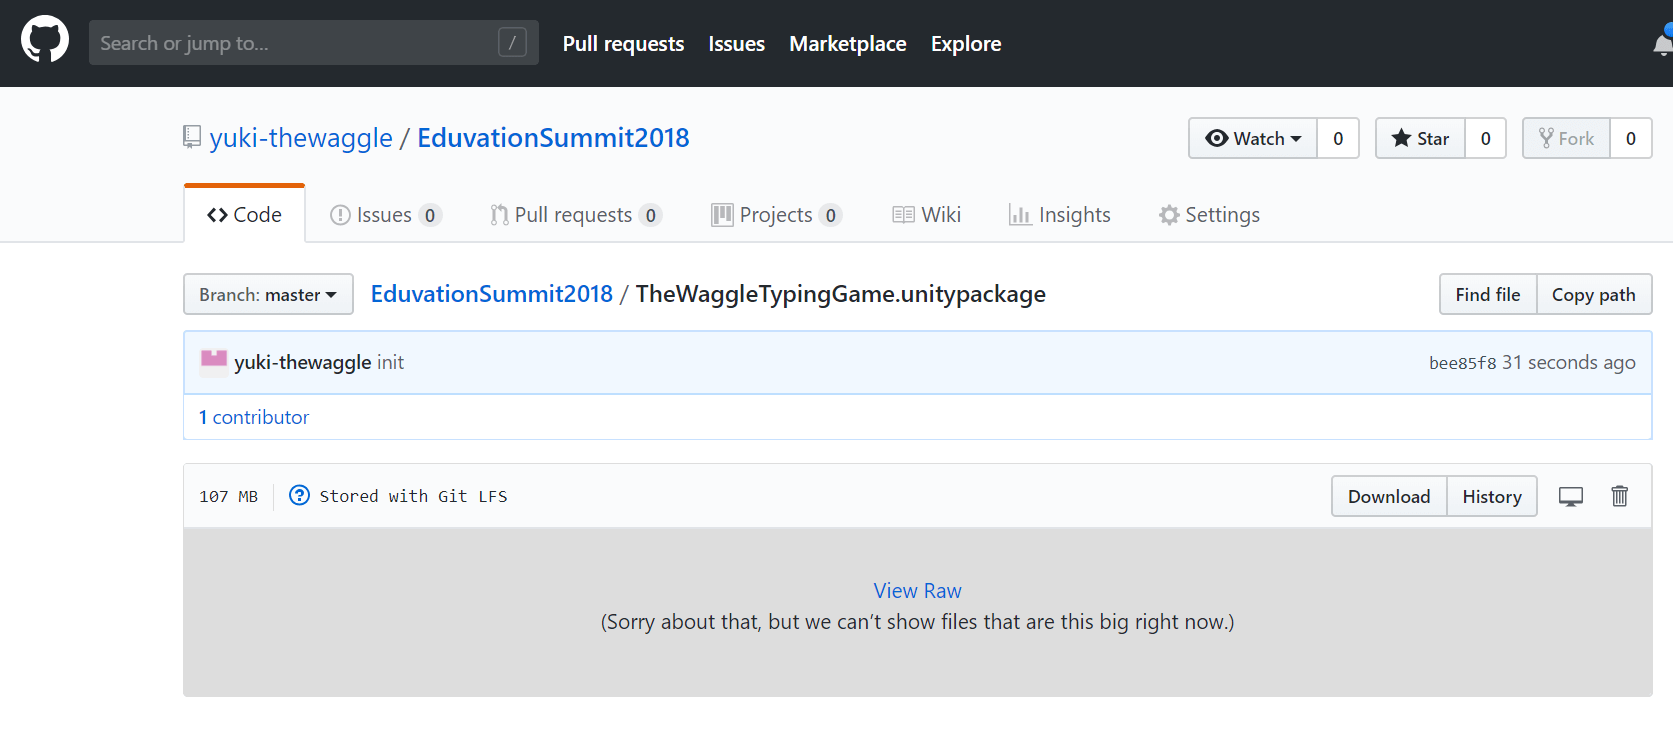 Search or jump to... / Pull requests Issues Marketplace Explore
yuki-thewaggle / EduvationSummit2018 Watch 0 Star 0 Fork 0
Code Issues 0 Pull requests 0 Projects 0 Wiki Insights Settings
Branch: master EduvationSummit2018 / TheWaggleTypingGame.unitypackage Find file Copy path
yuki-thewaggle init bee85f8 31 seconds ago
1 contributor
107 MB ? Stored with Git LFS Download History
View Raw
(Sorry about that, but we can’t show files that are this big right now.)